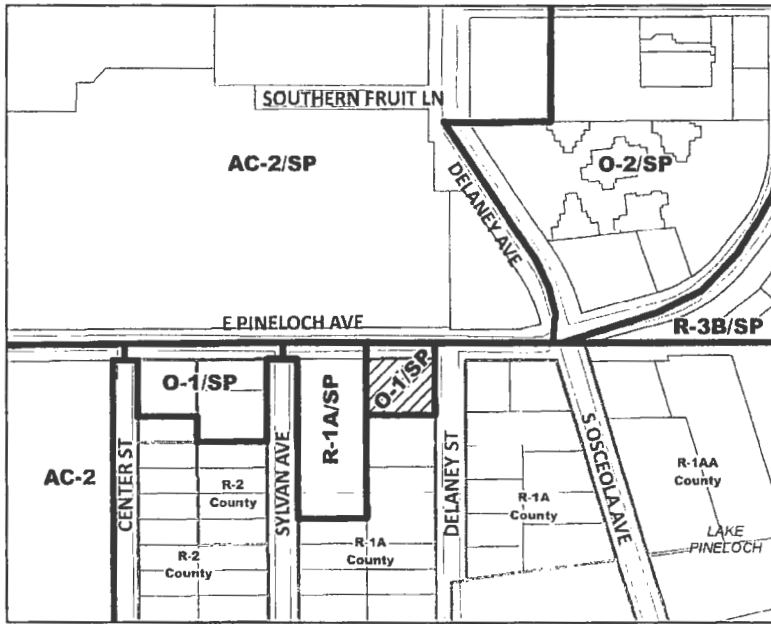 SOUTHERN FRUIT LN
AC-2/SP
O-2/SP
DELANEY AVE
E PINELOCH AVE
R-3B/SP
O-1/SP
R-1A/SP
O-1/SP
AC-2
CENTER ST
R-2
County
R-2
County
SYLVAN AVE
R-1A
County
DELANEY ST
R-1A
County
S OSCEOLA AVE
R-1AA
County
LAKE
PINELOCH